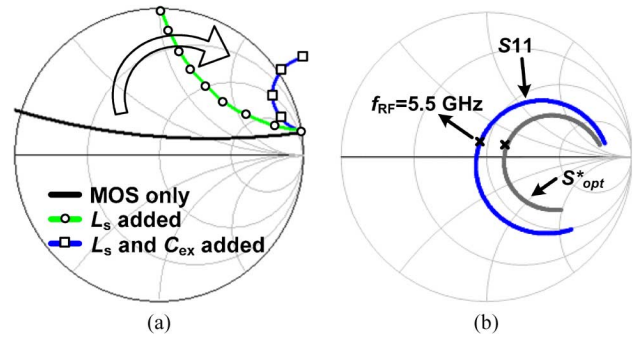 (a)
MOS only
Ls added
Ls and Cex added
(b)
S11
fRF=5.5 GHz
S*opt